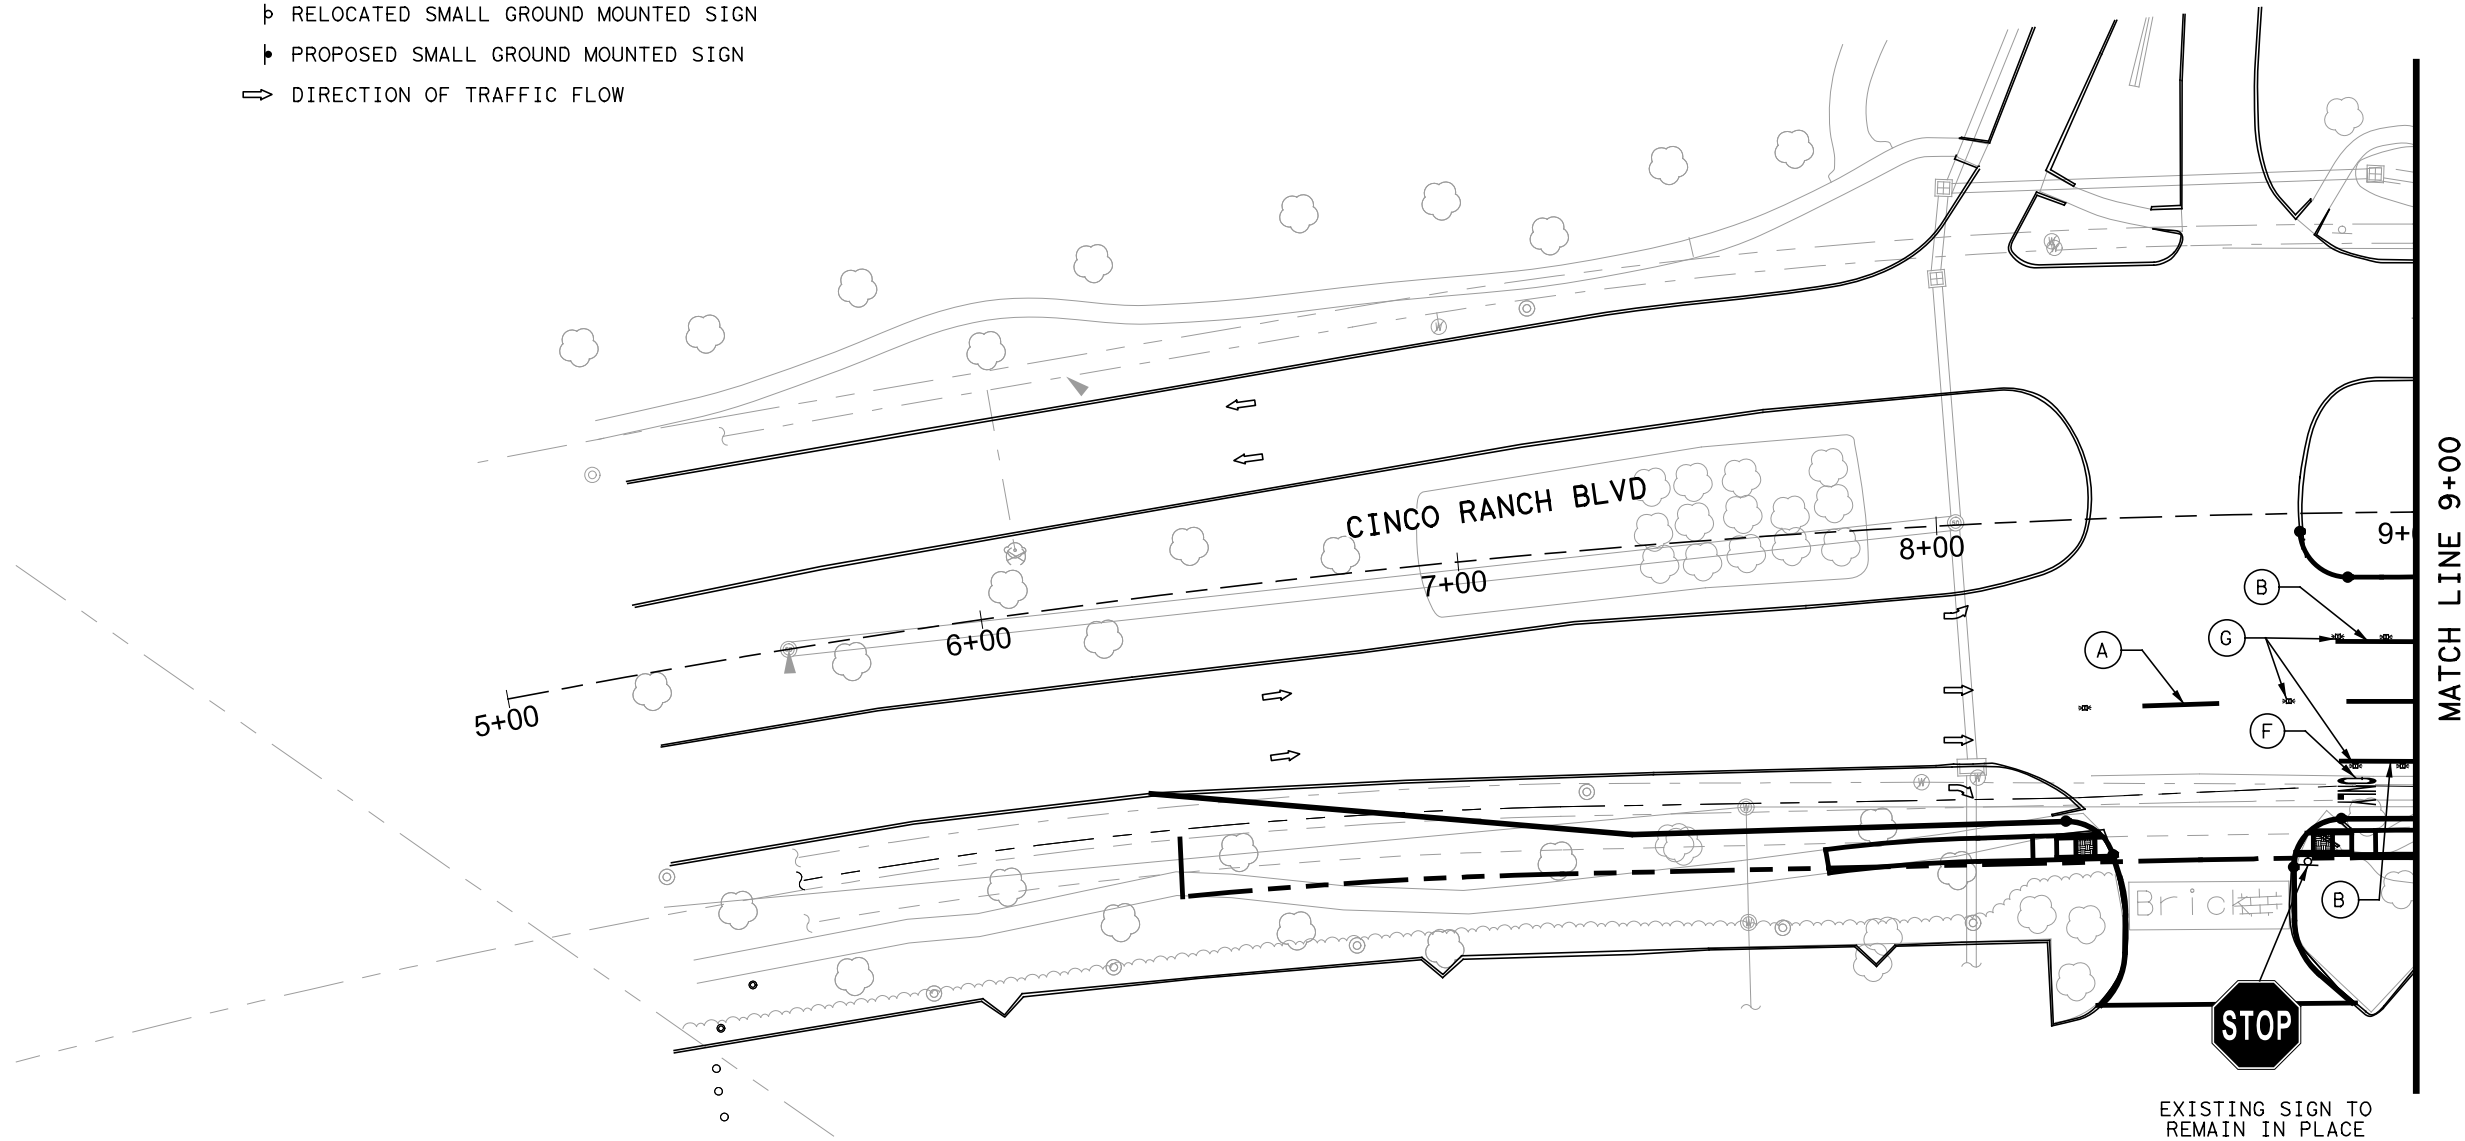 RELOCATED SMALL GROUND MOUNTED SIGN
PROPOSED SMALL GROUND MOUNTED SIGN
DIRECTION OF TRAFFIC FLOW
CINCO RANCH BLVD
5+00
6+00
7+00
8+00
9+0
MATCH LINE 9+00
B
G
A
F
B
W
W
W
W
W
W
Brick
STOP
EXISTING SIGN TO
REMAIN IN PLACE